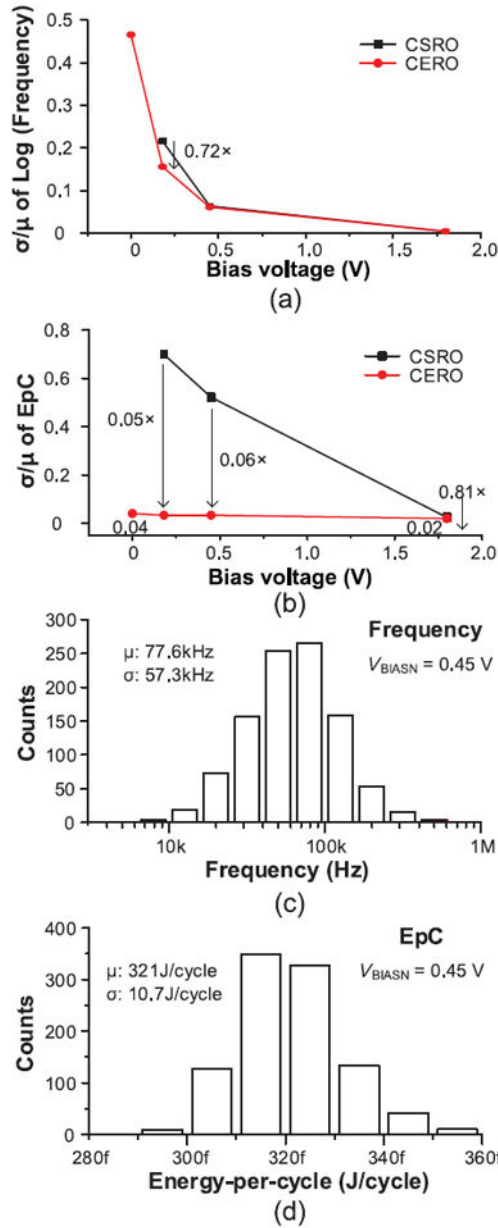 0.5
0.4
0.3
0.2
0.1
0
σ/μ of Log (Frequency)
CSRO
CERO
0.72×
0.0
0.5
1.0
1.5
2.0
Bias voltage (V)
(a)
0.8
0.6
0.4
0.2
0
σ/μ of EpC
CSRO
CERO
0.05×
0.06×
0.81×
0.04
0.02
0.0
0.5
1.0
1.5
2.0
Bias voltage (V)
(b)
300
250
200
150
100
50
0
Counts
μ: 77.6kHz
σ: 57.3kHz
Frequency
VBIASN = 0.45 V
10k
100k
1M
Frequency (Hz)
(c)
400
300
200
100
0
Counts
μ: 321J/cycle
σ: 10.7J/cycle
EpC
VBIASN = 0.45 V
280f
300f
320f
340f
360f
Energy-per-cycle (J/cycle)
(d)